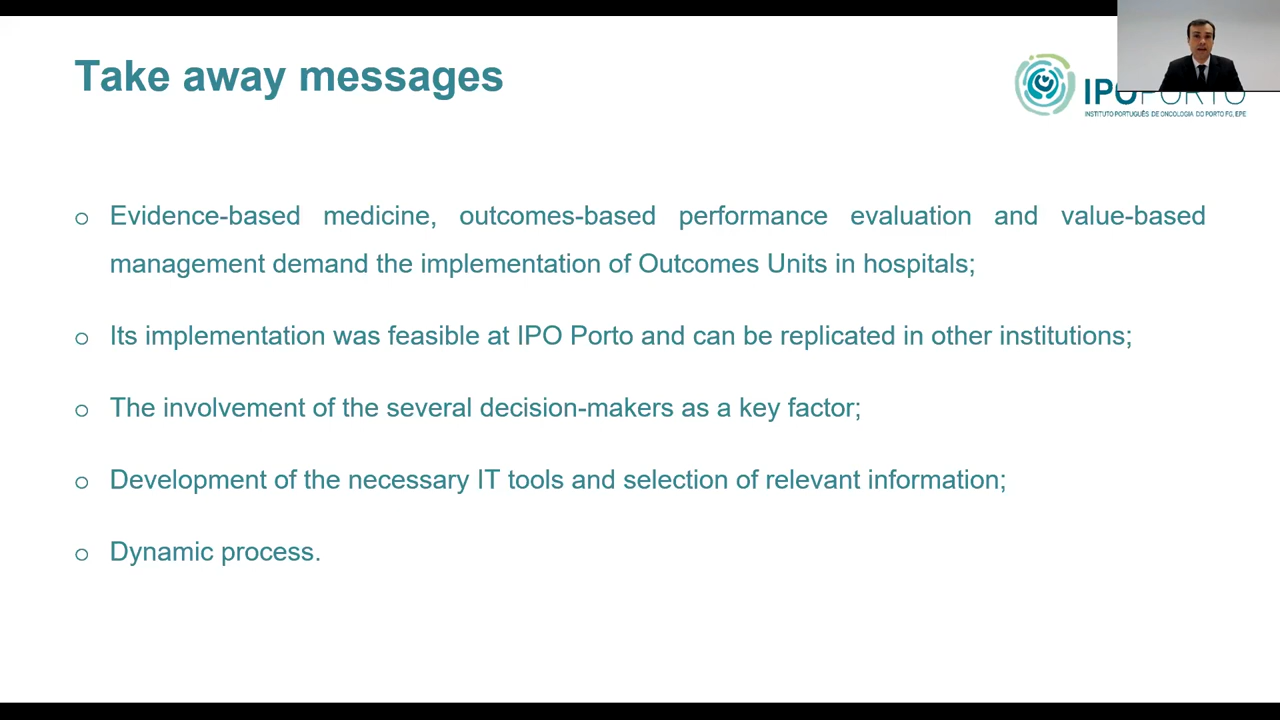 Take away messages
INSTITUTO PORTUGUÊS DE ONCOLOGIA DO PORTO FG, EPE
Evidence-based medicine, outcomes-based performance evaluation and value-based
management demand the implementation of Outcomes Units in hospitals;
Its implementation was feasible at IPO Porto and can be replicated in other institutions;
The involvement of the several decision-makers as a key factor;
Development of the necessary IT tools and selection of relevant information;
Dynamic process.